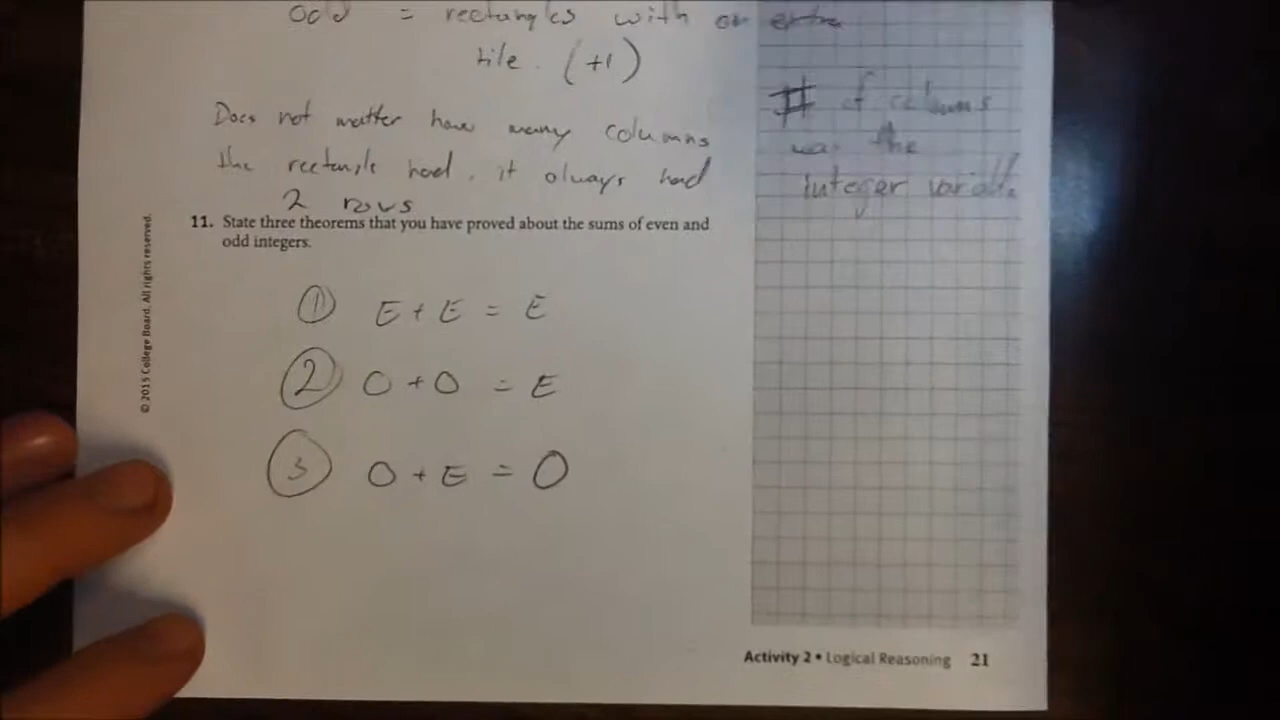 Odd = rectangles with an extra
tile. (+1)
Does not matter how many columns
the rectangle had, it always had
2 rows
# of columns
was the
integer variable
11. State three theorems that you have proved about the sums of even and
odd integers.
① E + E = E
② O + O = E
③ O + E = O
© 2015 College Board. All rights reserved.
Activity 2 • Logical Reasoning 21